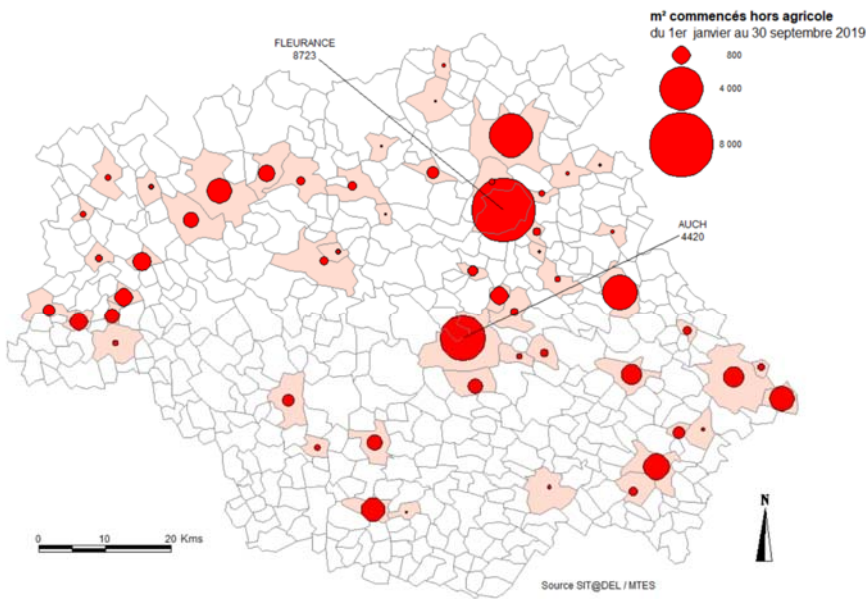 m² commencés hors agricole
du 1er janvier au 30 septembre 2019
800
4 000
8 000
FLEURANCE
8723
AUCH
4420
0 10 20 Kms
N
Source SIT@DEL / MTES